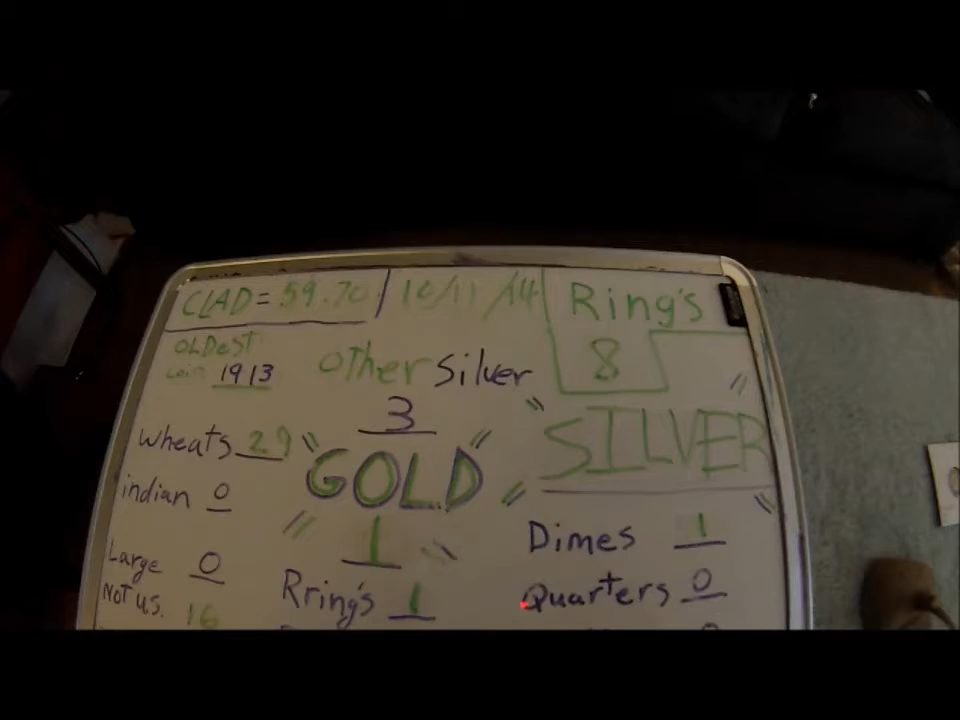 CLAD = 59.70
10/11/14
Ring's
8
OLDEST
Coin 1913
Other Silver
3
Wheats 29
"GOLD"
1
"SILVER"
indian 0
Dimes 1
Large 0
Rring's 1
Quarters 0
Not U.S. 16